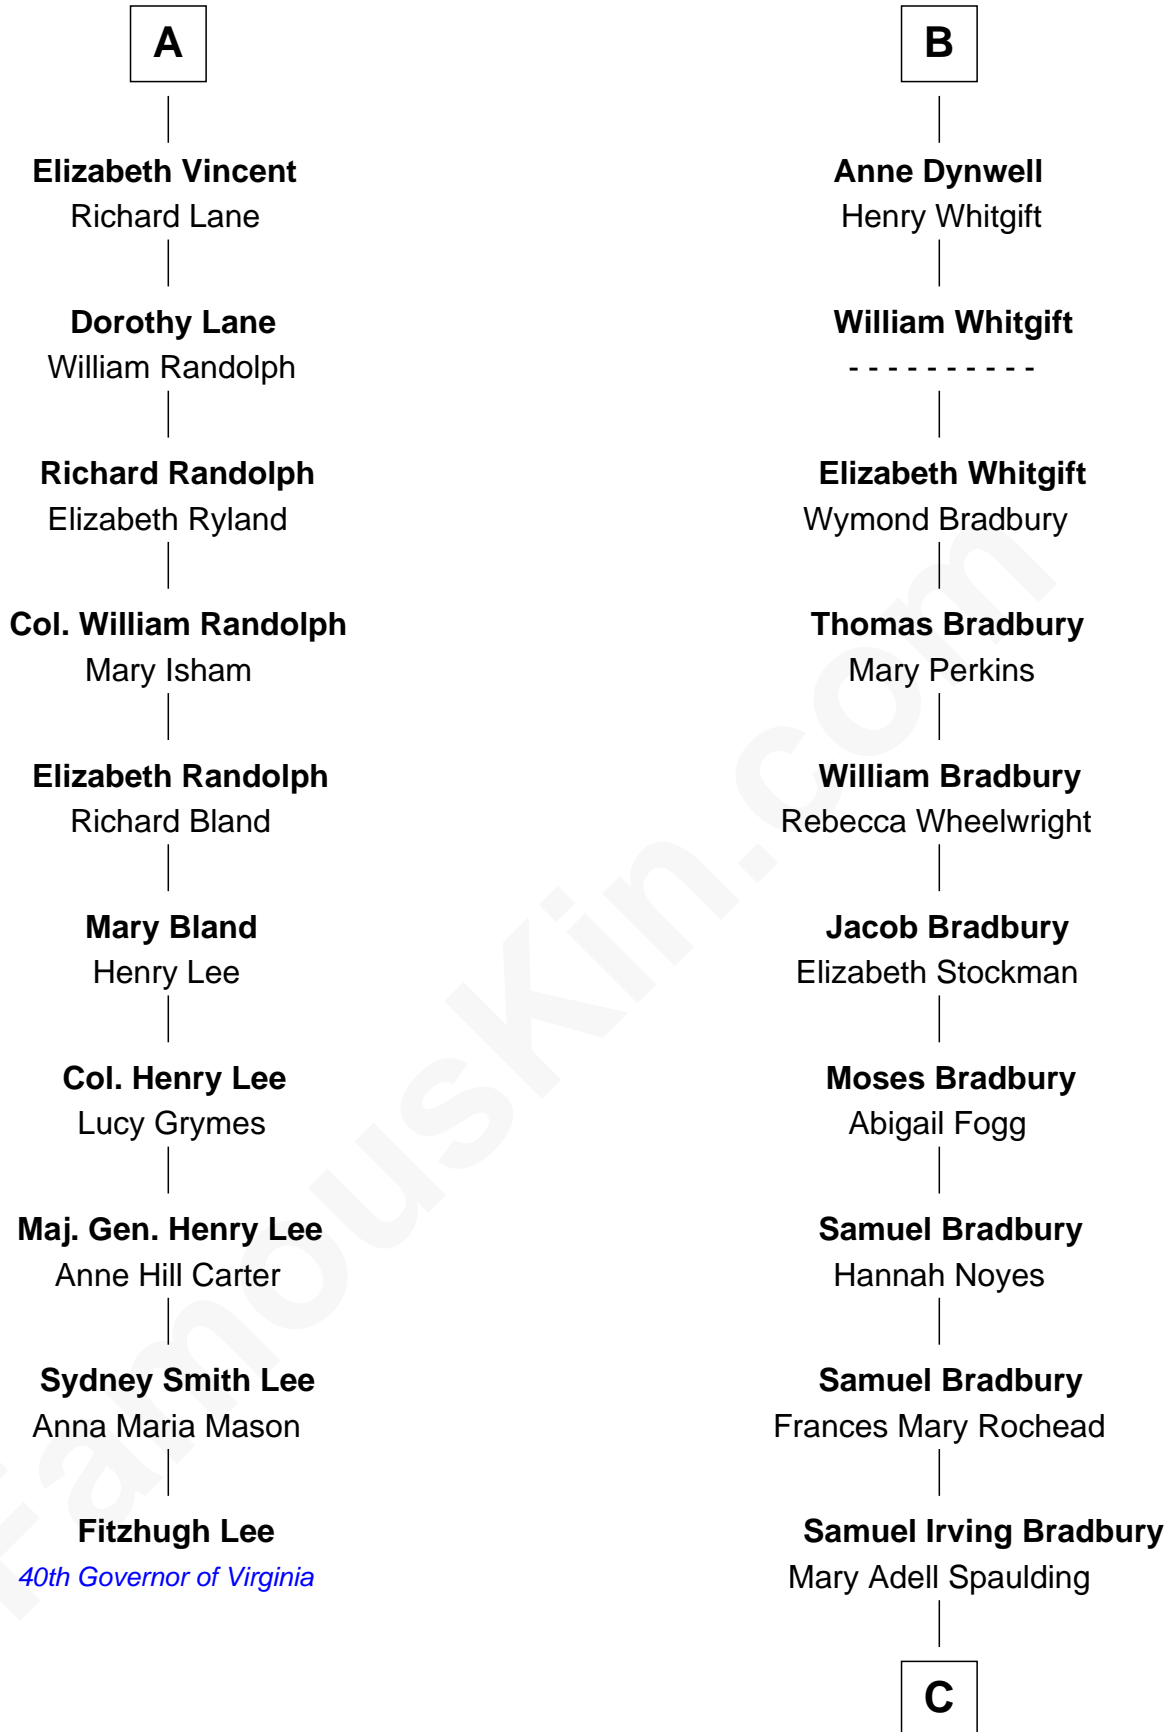 A
Elizabeth Vincent
Richard Lane
Dorothy Lane
William Randolph
Richard Randolph
Elizabeth Ryland
Col. William Randolph
Mary Isham
Elizabeth Randolph
Richard Bland
Mary Bland
Henry Lee
Col. Henry Lee
Lucy Grymes
Maj. Gen. Henry Lee
Anne Hill Carter
Sydney Smith Lee
Anna Maria Mason
Fitzhugh Lee
40th Governor of Virginia
B
Anne Dynwell
Henry Whitgift
William Whitgift
- - - - - - - - - -
Elizabeth Whitgift
Wymond Bradbury
Thomas Bradbury
Mary Perkins
William Bradbury
Rebecca Wheelwright
Jacob Bradbury
Elizabeth Stockman
Moses Bradbury
Abigail Fogg
Samuel Bradbury
Hannah Noyes
Samuel Bradbury
Frances Mary Rochead
Samuel Irving Bradbury
Mary Adell Spaulding
C
FamousKin.com